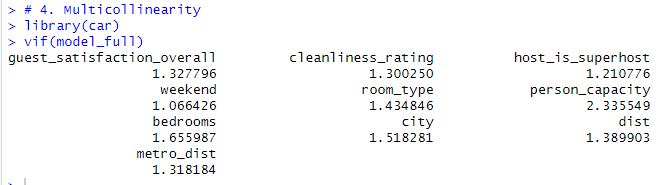 > # 4. Multicollinearity
> library(car)
> vif(model_full)
guest_satisfaction_overall cleanliness_rating host_is_superhost
1.327796 1.300250 1.210776
weekend room_type person_capacity
1.066426 1.434846 2.335549
bedrooms city dist
1.655987 1.518281 1.389903
metro_dist
1.318184
>